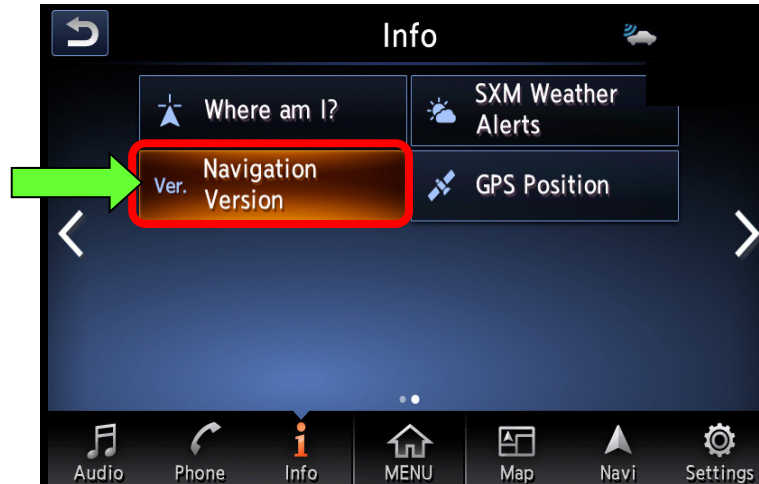 Info
Where am I?
SXM Weather
Alerts
Ver. Navigation
Version
GPS Position
Audio
Phone
Info
MENU
Map
Navi
Settings